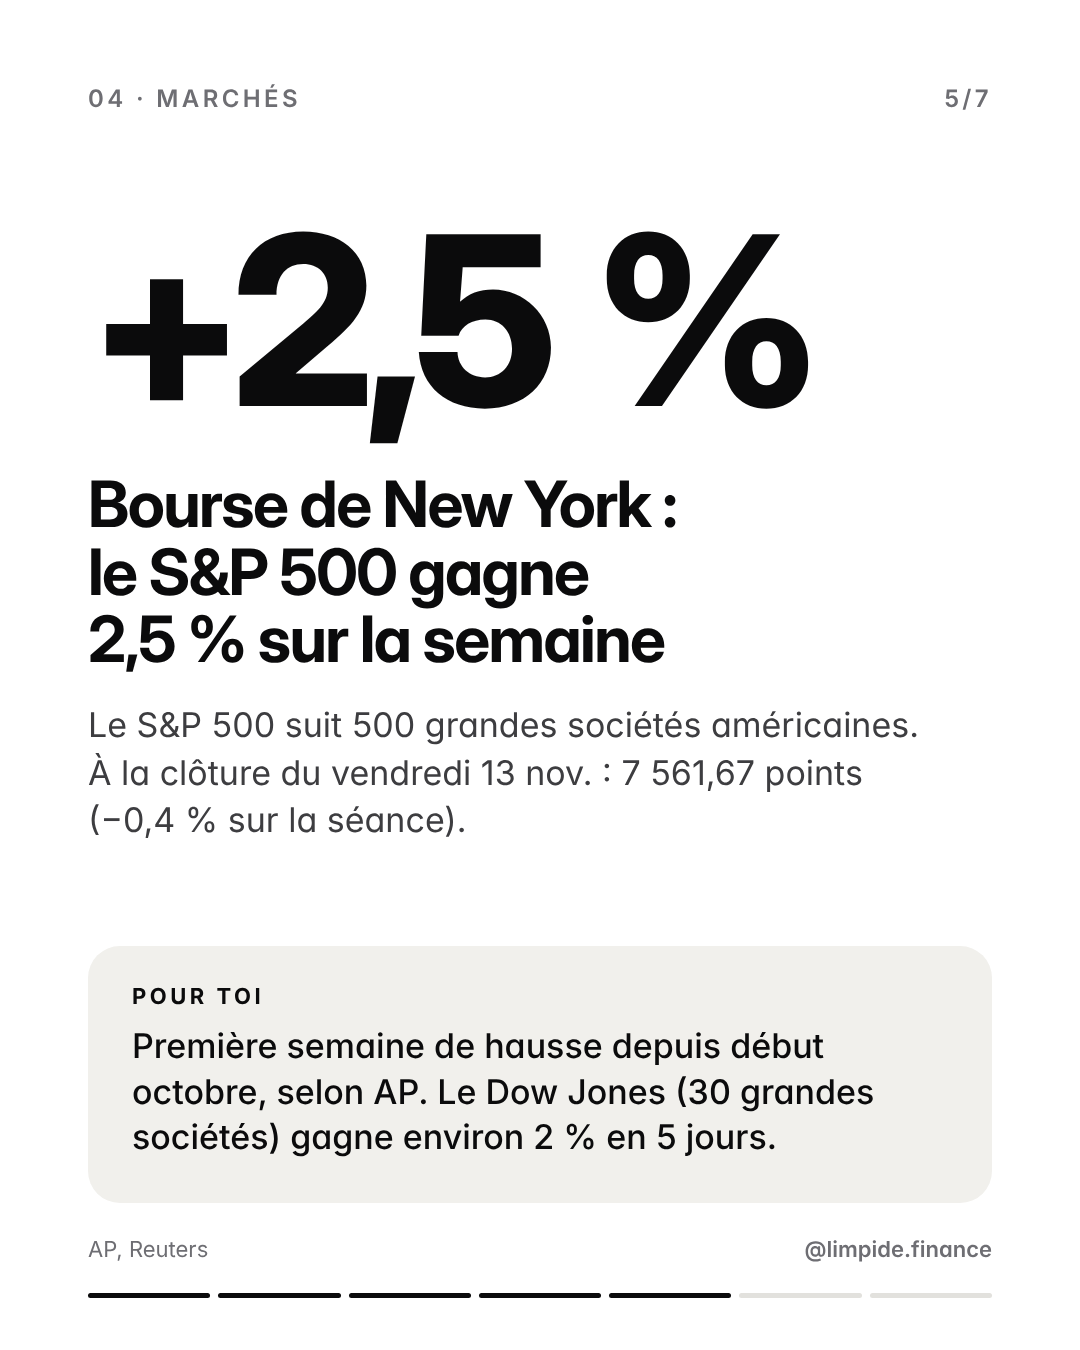 04 · MARCHÉS
5/7
+2,5 %
Bourse de New York :
le S&P 500 gagne
2,5 % sur la semaine
Le S&P 500 suit 500 grandes sociétés américaines.
À la clôture du vendredi 13 nov. : 7 561,67 points
(−0,4 % sur la séance).
POUR TOI
Première semaine de hausse depuis début
octobre, selon AP. Le Dow Jones (30 grandes
sociétés) gagne environ 2 % en 5 jours.
AP, Reuters
@limpide.finance